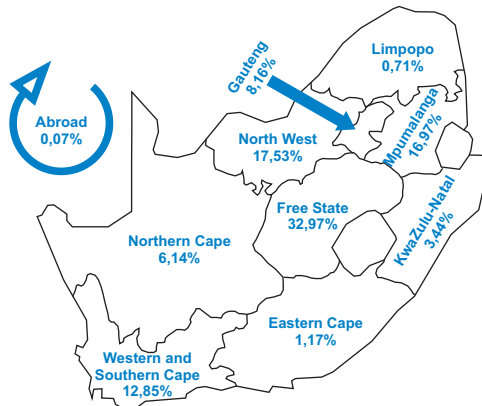 Limpopo
0,71%
Gauteng
8,16%
Mpumalanga
16,97%
Abroad
0,07%
North West
17,53%
KwaZulu-Natal
3,44%
Free State
32,97%
Northern Cape
6,14%
Eastern Cape
1,17%
Western and
Southern Cape
12,85%